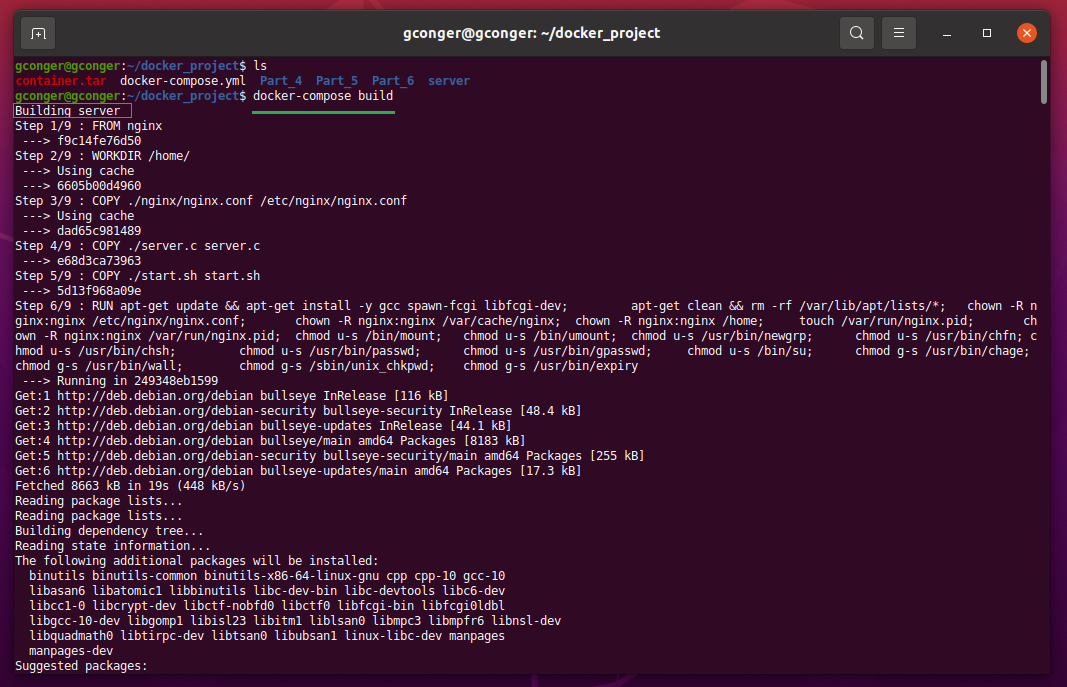 gconger@gconger: ~/docker_project
gconger@gconger:~/docker_project$ ls
container.tar  docker-compose.yml  Part_4  Part_5  Part_6  server
gconger@gconger:~/docker_project$ docker-compose build
Building server
Step 1/9 : FROM nginx
 ---> f9c14fe76d50
Step 2/9 : WORKDIR /home/
 ---> Using cache
 ---> 6605b00d4960
Step 3/9 : COPY ./nginx/nginx.conf /etc/nginx/nginx.conf
 ---> Using cache
 ---> dad65c981489
Step 4/9 : COPY ./server.c server.c
 ---> e68d3ca73963
Step 5/9 : COPY ./start.sh start.sh
 ---> 5d13f968a09e
Step 6/9 : RUN apt-get update && apt-get install -y gcc spawn-fcgi libfcgi-dev;         apt-get clean && rm -rf /var/lib/apt/lists/*;   chown -R n
ginx:nginx /etc/nginx/nginx.conf;       chown -R nginx:nginx /var/cache/nginx;  chown -R nginx:nginx /home;     touch /var/run/nginx.pid;       ch
own -R nginx:nginx /var/run/nginx.pid;  chmod u-s /bin/mount;   chmod u-s /bin/umount;  chmod u-s /usr/bin/newgrp;      chmod u-s /usr/bin/chfn; c
hmod u-s /usr/bin/chsh;         chmod u-s /usr/bin/passwd;      chmod u-s /usr/bin/gpasswd;     chmod u-s /bin/su;      chmod g-s /usr/bin/chage;
chmod g-s /usr/bin/wall;        chmod g-s /sbin/unix_chkpwd;    chmod g-s /usr/bin/expiry
 ---> Running in 249348eb1599
Get:1 http://deb.debian.org/debian bullseye InRelease [116 kB]
Get:2 http://deb.debian.org/debian-security bullseye-security InRelease [48.4 kB]
Get:3 http://deb.debian.org/debian bullseye-updates InRelease [44.1 kB]
Get:4 http://deb.debian.org/debian bullseye/main amd64 Packages [8183 kB]
Get:5 http://deb.debian.org/debian-security bullseye-security/main amd64 Packages [255 kB]
Get:6 http://deb.debian.org/debian bullseye-updates/main amd64 Packages [17.3 kB]
Fetched 8663 kB in 19s (448 kB/s)
Reading package lists...
Reading package lists...
Building dependency tree...
Reading state information...
The following additional packages will be installed:
  binutils binutils-common binutils-x86-64-linux-gnu cpp cpp-10 gcc-10
  libasan6 libatomic1 libbinutils libc-dev-bin libc-devtools libc6-dev
  libcc1-0 libcrypt-dev libctf-nobfd0 libctf0 libfcgi-bin libfcgi0ldbl
  libgcc-10-dev libgomp1 libisl23 libitm1 liblsan0 libmpc3 libmpfr6 libnsl-dev
  libquadmath0 libtirpc-dev libtsan0 libubsan1 linux-libc-dev manpages
  manpages-dev
Suggested packages: